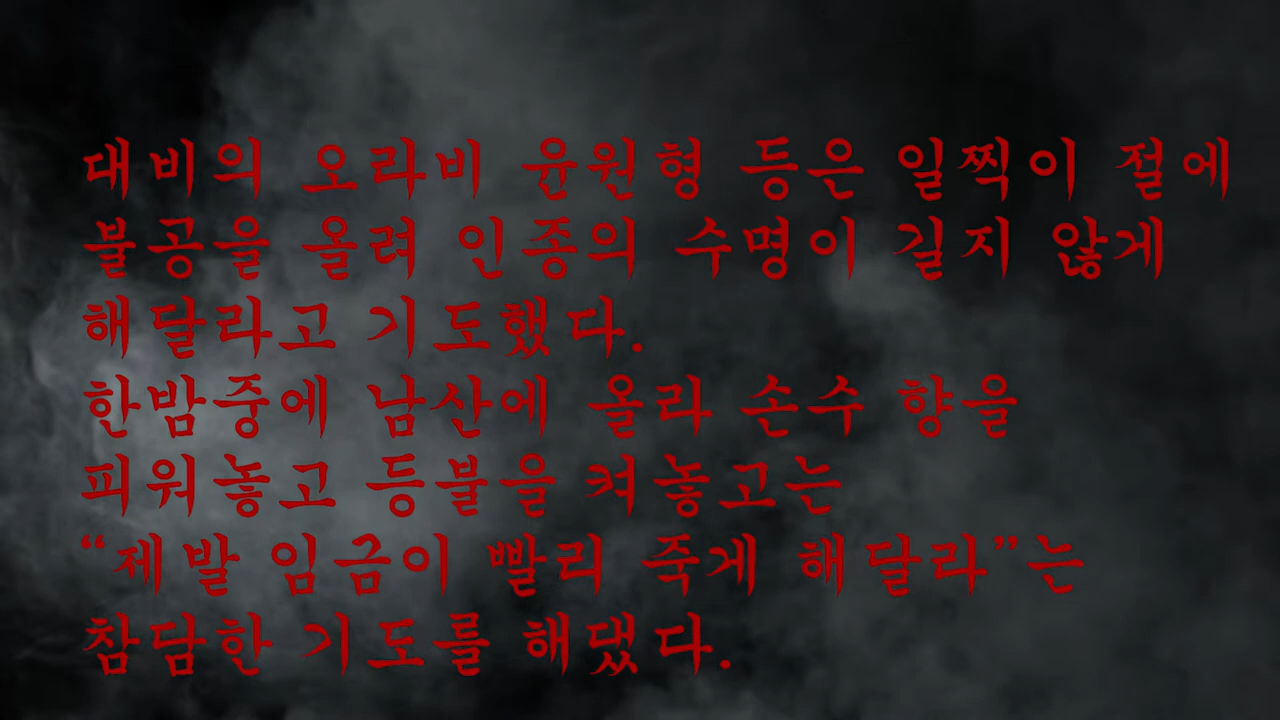 대비의 오라비 윤원형 등은 일찍이 절에
불공을 올려 인종의 수명이 길지 않게
해달라고 기도했다.
한밤중에 남산에 올라 손수 향을
피워놓고 등불을 켜놓고는
“제발 임금이 빨리 죽게 해달라”는
참담한 기도를 해댔다.